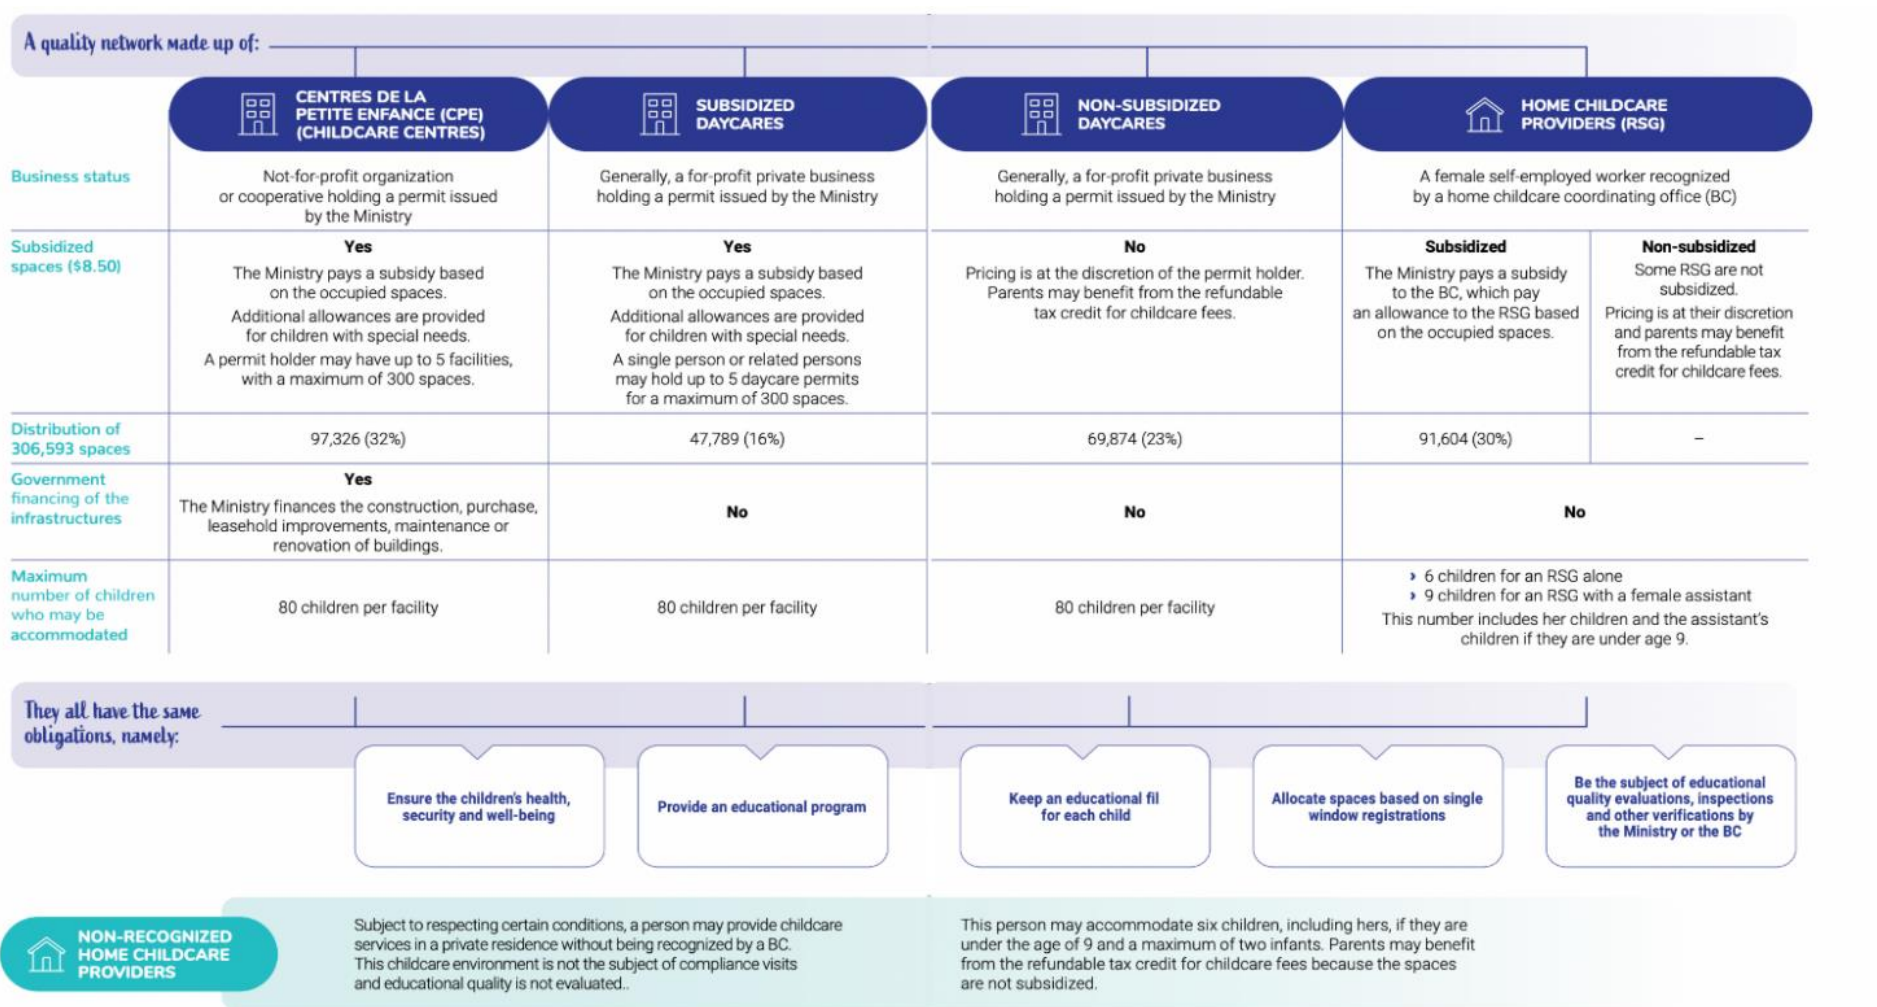 A quality network made up of:
CENTRES DE LA
PETITE ENFANCE (CPE)
(CHILDCARE CENTRES)
SUBSIDIZED
DAYCARES
NON-SUBSIDIZED
DAYCARES
HOME CHILDCARE
PROVIDERS (RSG)
Business status
Not-for-profit organization
or cooperative holding a permit issued
by the Ministry
Generally, a for-profit private business
holding a permit issued by the Ministry
Generally, a for-profit private business
holding a permit issued by the Ministry
A female self-employed worker recognized
by a home childcare coordinating office (BC)
Subsidized
spaces ($8.50)
Yes
The Ministry pays a subsidy based
on the occupied spaces.
Additional allowances are provided
for children with special needs.
A permit holder may have up to 5 facilities,
with a maximum of 300 spaces.
Yes
The Ministry pays a subsidy based
on the occupied spaces.
Additional allowances are provided
for children with special needs.
A single person or related persons
may hold up to 5 daycare permits
for a maximum of 300 spaces.
No
Pricing is at the discretion of the permit holder.
Parents may benefit from the refundable
tax credit for childcare fees.
Subsidized
The Ministry pays a subsidy
to the BC, which pay
an allowance to the RSG based
on the occupied spaces.
Non-subsidized
Some RSG are not
subsidized.
Pricing is at their discretion
and parents may benefit
from the refundable tax
credit for childcare fees.
Distribution of
306,593 spaces
97,326 (32%)
47,789 (16%)
69,874 (23%)
91,604 (30%)
–
Government
financing of the
infrastructures
Yes
The Ministry finances the construction, purchase,
leasehold improvements, maintenance or
renovation of buildings.
No
No
No
Maximum
number of children
who may be
accommodated
80 children per facility
80 children per facility
80 children per facility
› 6 children for an RSG alone
› 9 children for an RSG with a female assistant
This number includes her children and the assistant's
children if they are under age 9.
They all have the same
obligations, namely:
Ensure the children's health,
security and well-being
Provide an educational program
Keep an educational fil
for each child
Allocate spaces based on single
window registrations
Be the subject of educational
quality evaluations, inspections
and other verifications by
the Ministry or the BC
NON-RECOGNIZED
HOME CHILDCARE
PROVIDERS
Subject to respecting certain conditions, a person may provide childcare
services in a private residence without being recognized by a BC.
This childcare environment is not the subject of compliance visits
and educational quality is not evaluated..
This person may accommodate six children, including hers, if they are
under the age of 9 and a maximum of two infants. Parents may benefit
from the refundable tax credit for childcare fees because the spaces
are not subsidized.